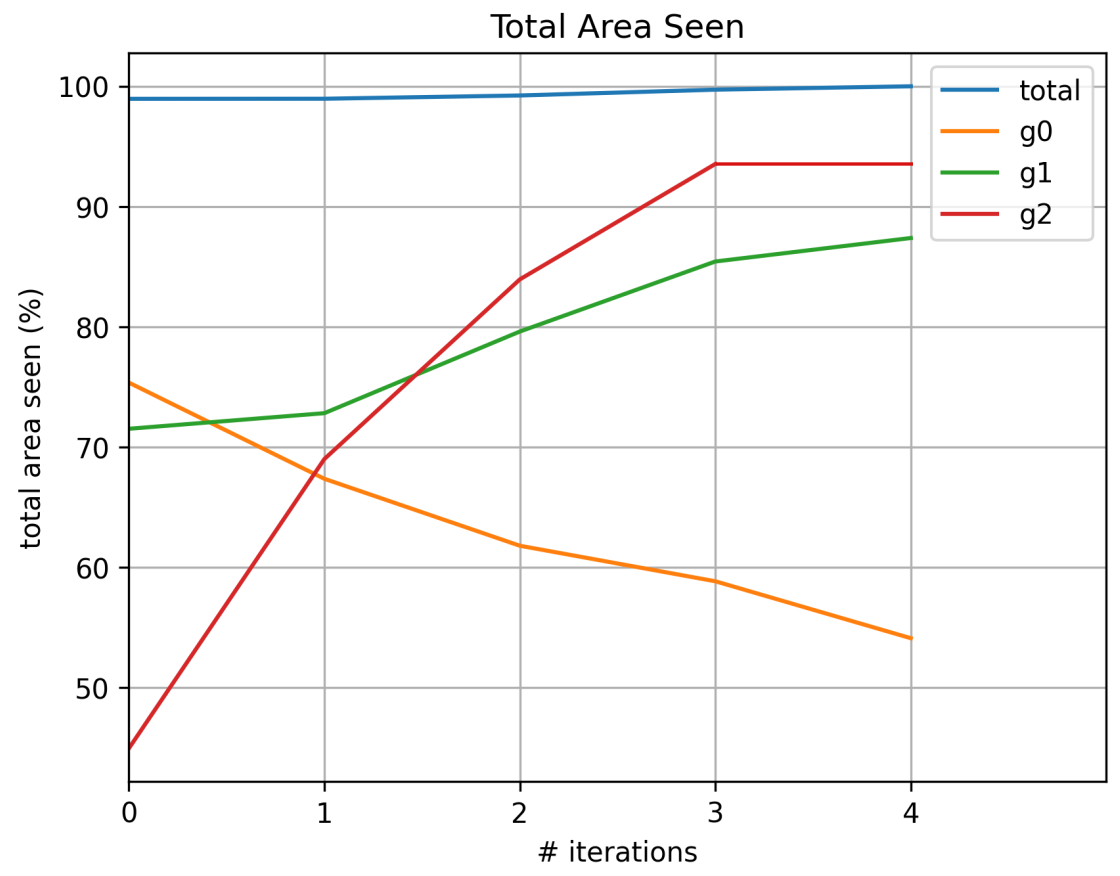 Total Area Seen
total area seen (%)
100
90
80
70
60
50
total
g0
g1
g2
0 1 2 3 4
# iterations